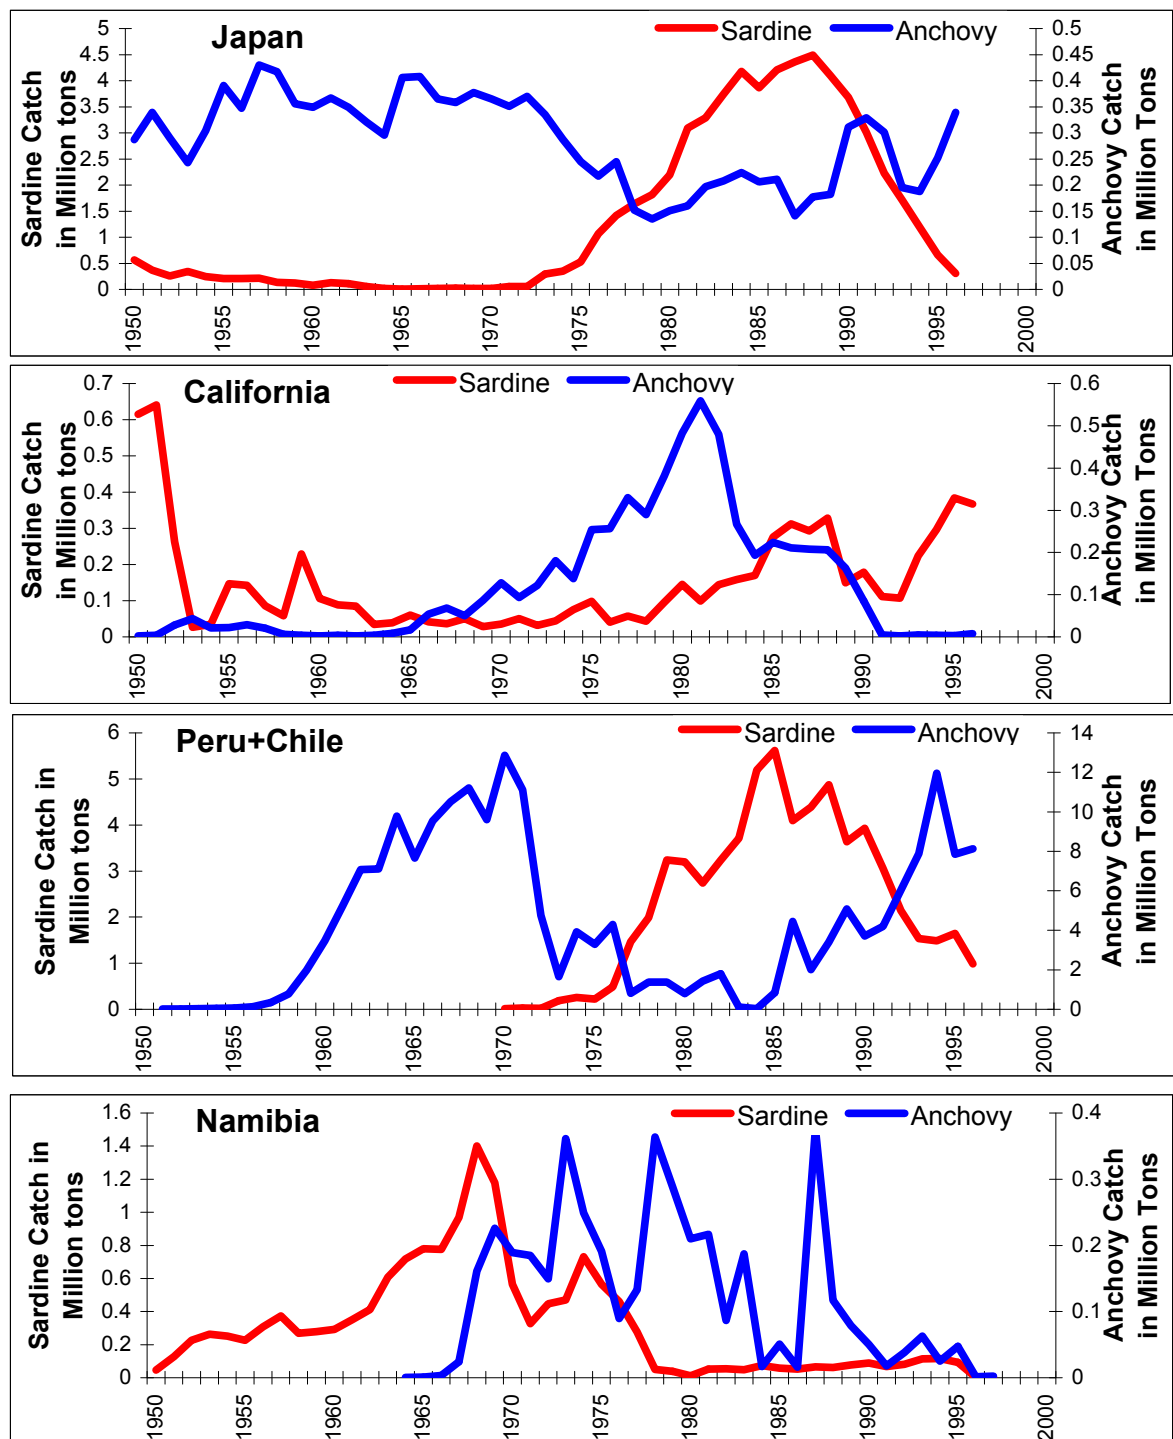 Japan
Sardine Anchovy
Sardine Catch
in Million tons
5
4.5
4
3.5
3
2.5
2
1.5
1
0.5
0
0.5
0.45
0.4
0.35
0.3
0.25
0.2
0.15
0.1
0.05
0
Anchovy Catch
in Million Tons
1950 1955 1960 1965 1970 1975 1980 1985 1990 1995 2000
California
Sardine Anchovy
Sardine Catch
in Million tons
0.7
0.6
0.5
0.4
0.3
0.2
0.1
0
0.6
0.5
0.4
0.3
0.2
0.1
0
Anchovy Catch
in Million Tons
1950 1955 1960 1965 1970 1975 1980 1985 1990 1995 2000
Peru+Chile
Sardine Anchovy
Sardine Catch in
Million tons
6
5
4
3
2
1
0
14
12
10
8
6
4
2
0
Anchovy Catch
in Million Tons
1950 1955 1960 1965 1970 1975 1980 1985 1990 1995 2000
Namibia
Sardine Anchovy
Sardine Catch in
Million tons
1.6
1.4
1.2
1
0.8
0.6
0.4
0.2
0
0.4
0.3
0.2
0.1
0
Anchovy Catch
in Million Tons
1950 1955 1960 1965 1970 1975 1980 1985 1990 1995 2000